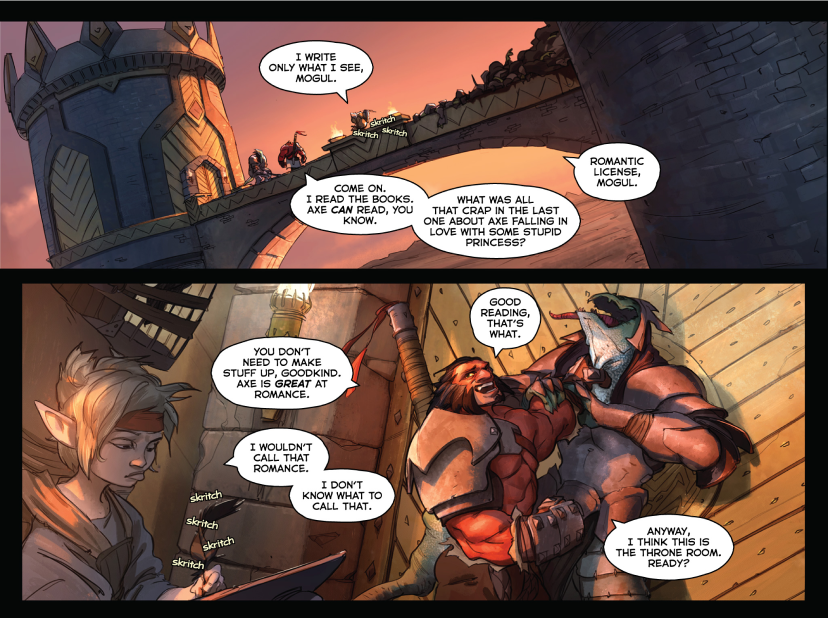 I WRITE
ONLY WHAT I SEE,
MOGUL.
skritch
skritch
skritch
COME ON.
I READ THE BOOKS.
AXE CAN READ, YOU
KNOW.
WHAT WAS ALL
THAT CRAP IN THE LAST
ONE ABOUT AXE FALLING IN
LOVE WITH SOME STUPID
PRINCESS?
ROMANTIC
LICENSE,
MOGUL.
GOOD
READING,
THAT'S
WHAT.
YOU DON'T
NEED TO MAKE
STUFF UP, GOODKIND.
AXE IS GREAT AT
ROMANCE.
I WOULDN'T
CALL THAT
ROMANCE.
I DON'T
KNOW WHAT TO
CALL THAT.
skritch
skritch
skritch
skritch
ANYWAY,
I THINK THIS IS
THE THRONE ROOM.
READY?